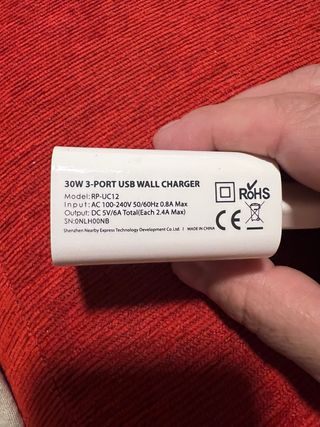 30W 3-PORT USB WALL CHARGER
Model: RP-UC12
Input: AC 100-240V 50/60Hz 0.8A Max
Output: DC 5V/6A Total(Each 2.4A Max)
SN:0NLH00NB
Shenzhen Nearby Express Technology Development Co.Ltd. / MADE IN CHINA
RoHS